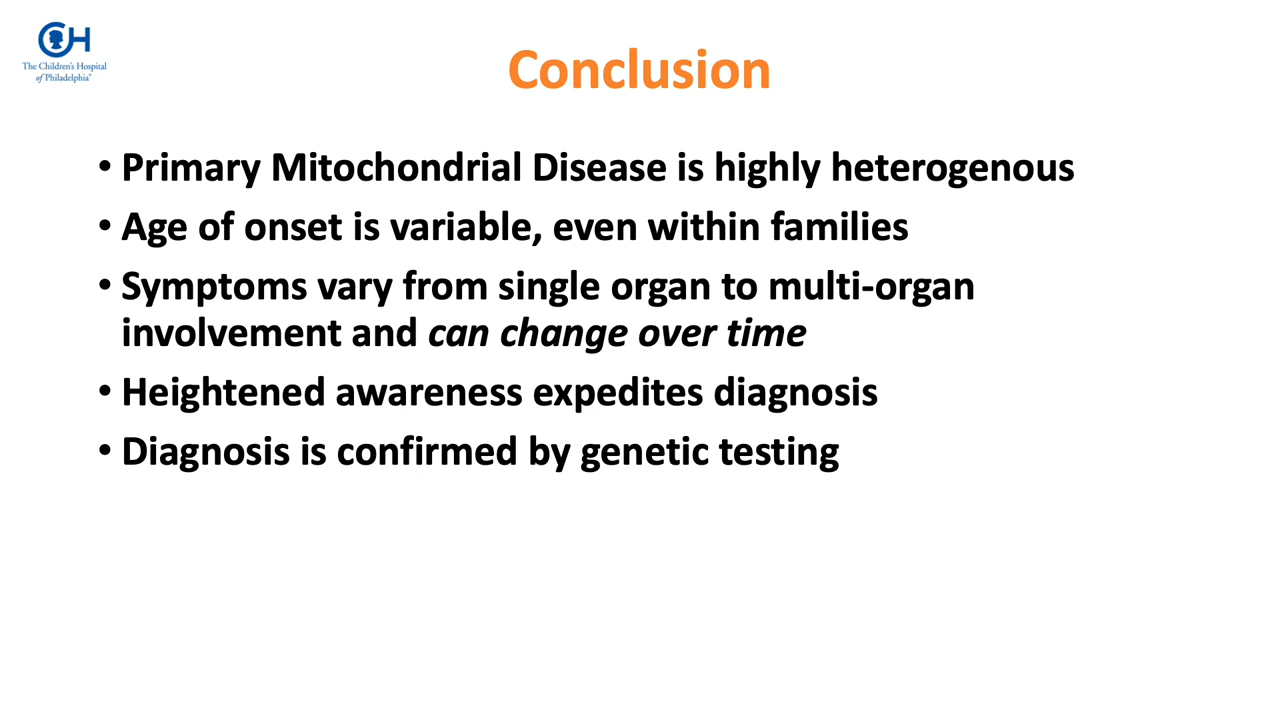 CH
The Children's Hospital
of Philadelphia®
Conclusion
• Primary Mitochondrial Disease is highly heterogenous
• Age of onset is variable, even within families
• Symptoms vary from single organ to multi-organ
involvement and can change over time
• Heightened awareness expedites diagnosis
• Diagnosis is confirmed by genetic testing